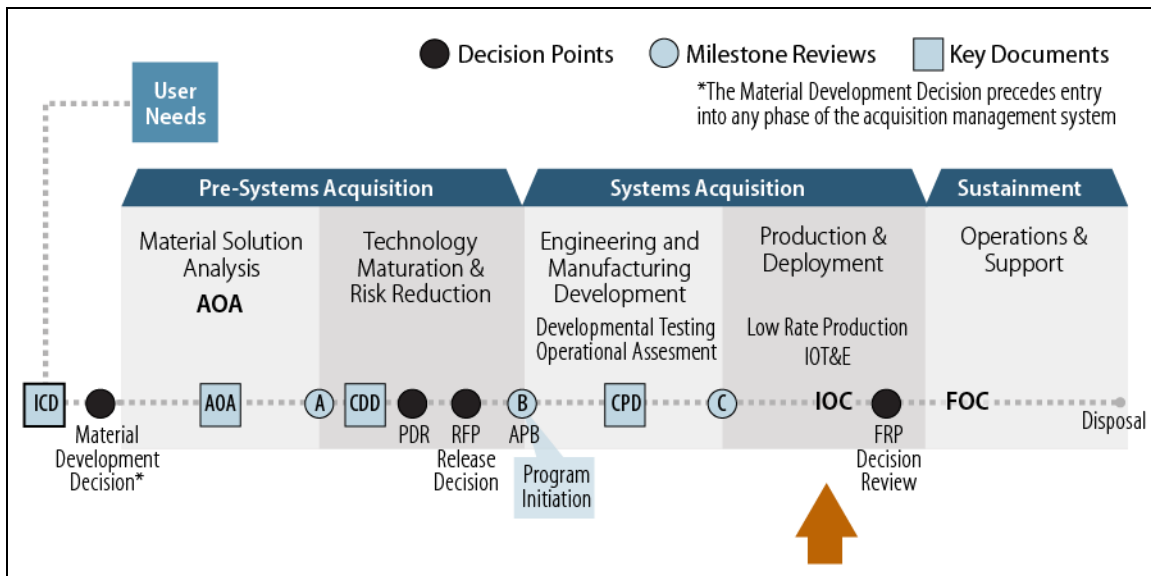 Decision Points
Milestone Reviews
Key Documents
*The Material Development Decision precedes entry
into any phase of the acquisition management system
User
Needs
Pre-Systems Acquisition
Systems Acquisition
Sustainment
Material Solution
Analysis
AOA
Technology
Maturation &
Risk Reduction
Engineering and
Manufacturing
Development
Developmental Testing
Operational Assesment
Production &
Deployment
Low Rate Production
IOT&E
Operations &
Support
ICD
AOA
A
CDD
B
CPD
C
IOC
FOC
Disposal
Material
Development
Decision*
PDR
RFP
Release
Decision
APB
Program
Initiation
FRP
Decision
Review